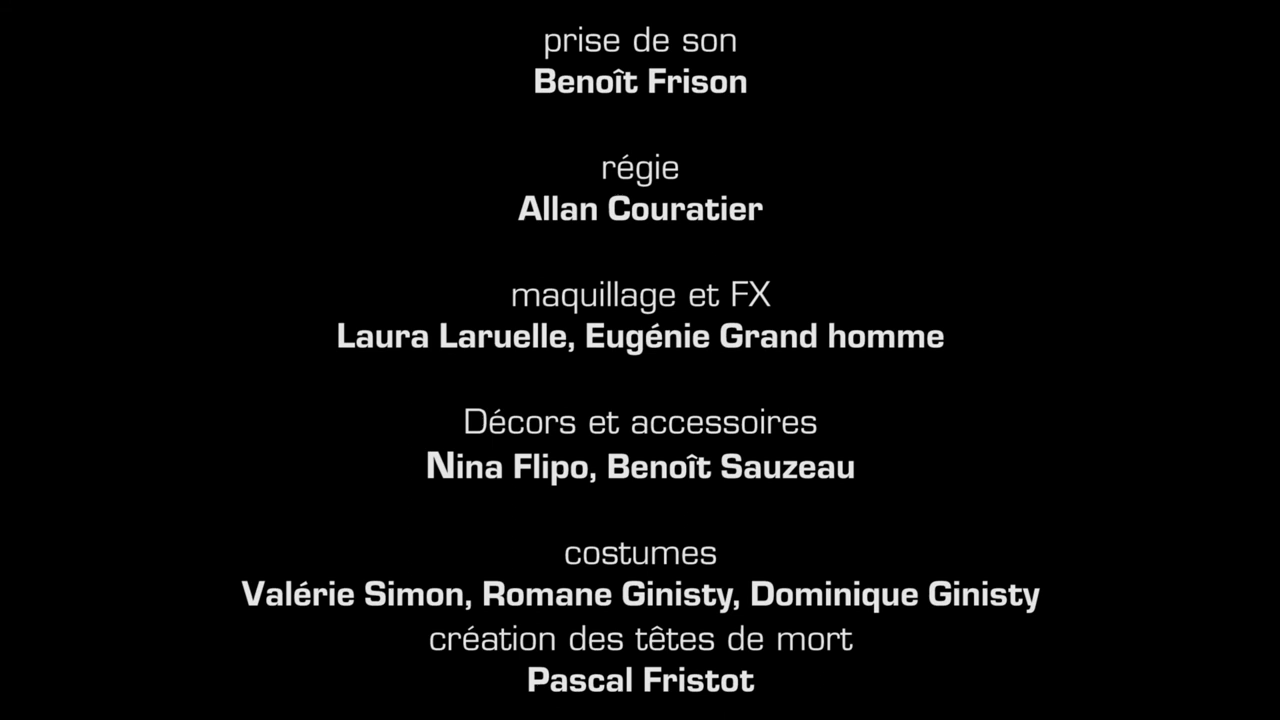 prise de son
Benoît Frison
régie
Allan Couratier
maquillage et FX
Laura Laruelle, Eugénie Grand homme
Décors et accessoires
Nina Flipo, Benoît Sauzeau
costumes
Valérie Simon, Romane Ginisty, Dominique Ginisty
création des têtes de mort
Pascal Fristot